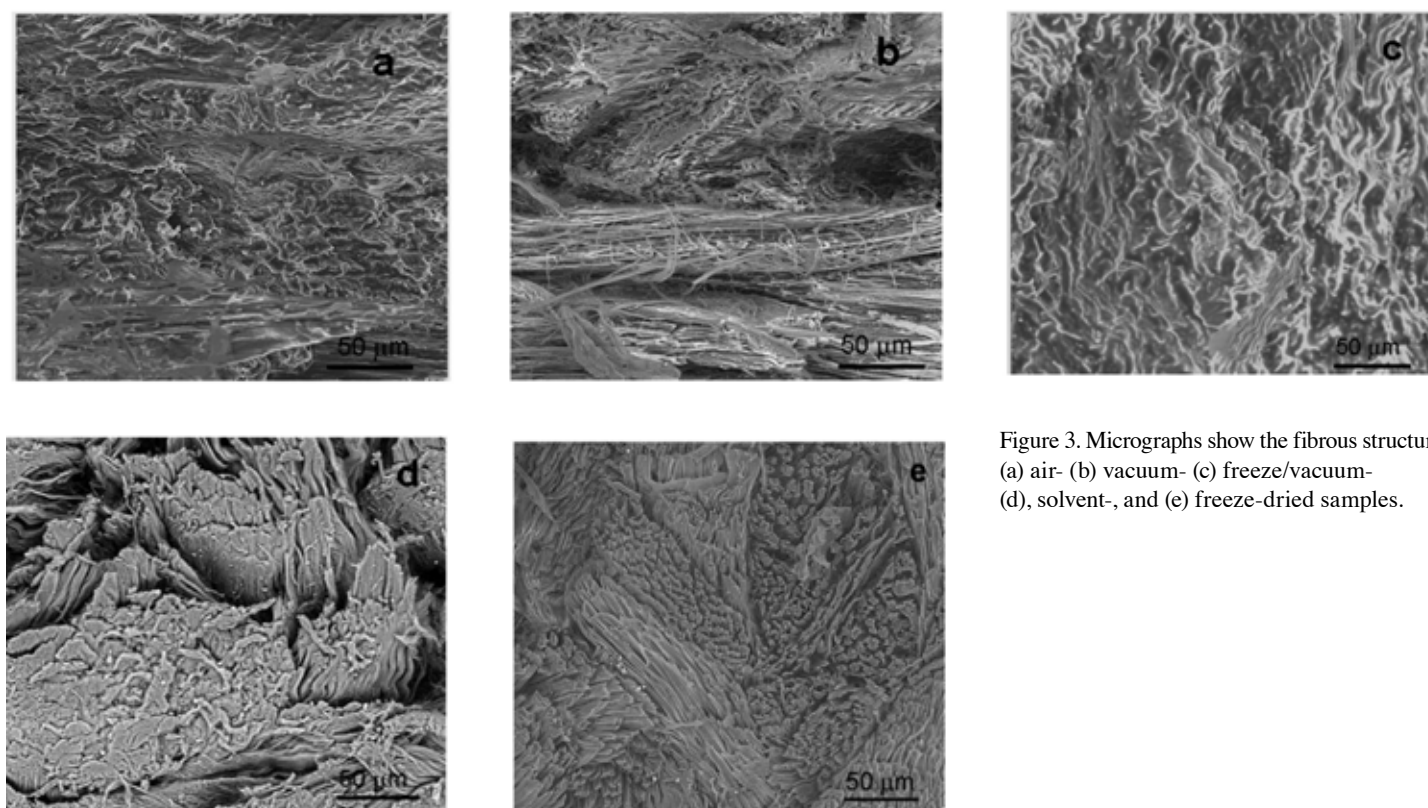 a
50 μm
b
50 μm
c
50 μm
d
50 μm
e
50 μm
Figure 3. Micrographs show the fibrous structu
(a) air- (b) vacuum- (c) freeze/vacuum-
(d), solvent-, and (e) freeze-dried samples.